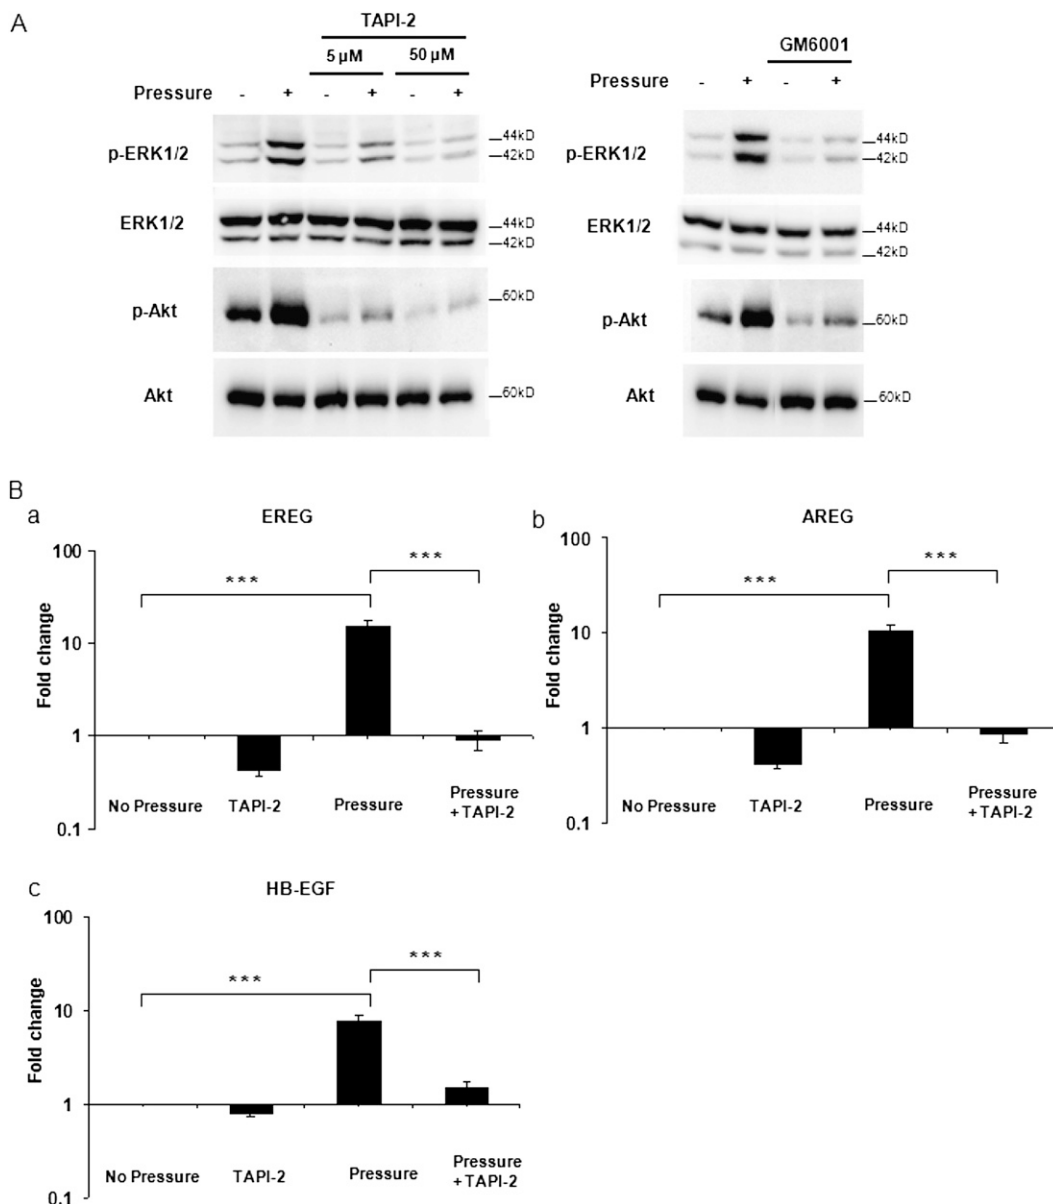 A
TAPI-2
5 µM 50 µM
Pressure - + - + - +
p-ERK1/2
44kD
42kD
ERK1/2
44kD
42kD
p-Akt
60kD
Akt
60kD
GM6001
Pressure - + - +
p-ERK1/2
44kD
42kD
ERK1/2
44kD
42kD
p-Akt
60kD
Akt
60kD
B
a
EREG
Fold change
100
10
1
0.1
***
***
No Pressure TAPI-2 Pressure Pressure
+TAPI-2
b
AREG
Fold change
100
10
1
0.1
***
***
No Pressure TAPI-2 Pressure Pressure
+TAPI-2
c
HB-EGF
Fold change
100
10
1
0.1
***
***
No Pressure TAPI-2 Pressure Pressure
+TAPI-2